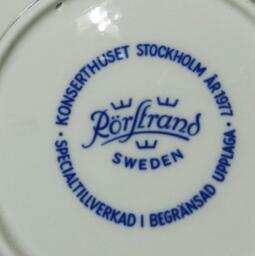 KONSERTHUSET STOCKHOLM ÅR 1977
RörStrand
SWEDEN
SPECIALTILLVERKAD I BEGRÄNSAD UPPLAGA